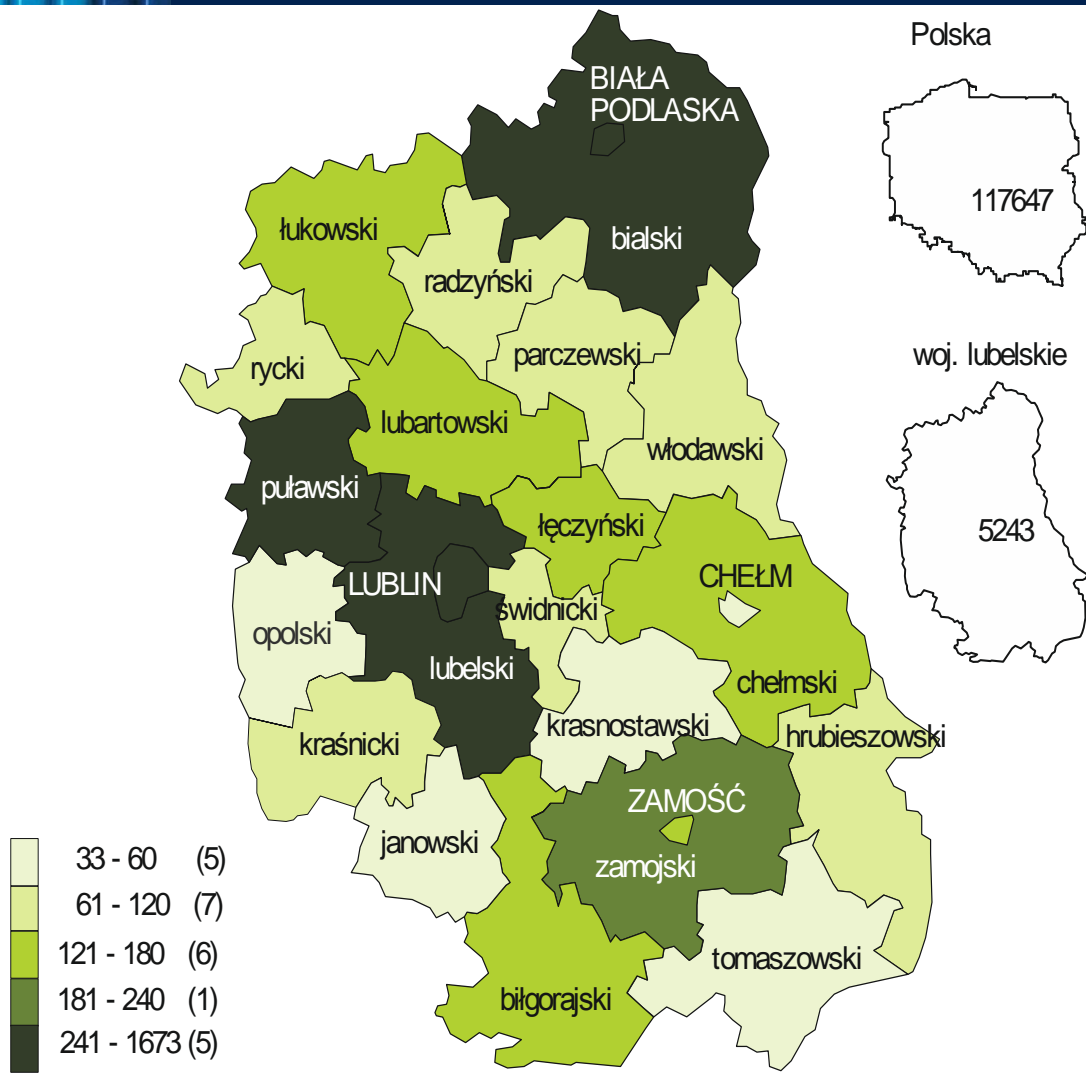 Polska
117647
woj. lubelskie
5243
BIAŁA
PODLASKA
bialski
łukowski
radzyński
parczewski
rycki
lubartowski
włodawski
puławski
łęczyński
CHEŁM
LUBLIN
świdnicki
opolski
lubelski
chełmski
krasnostawski
hrubieszowski
kraśnicki
ZAMOŚĆ
janowski
zamojski
tomaszowski
biłgorajski
33 - 60 (5)
61 - 120 (7)
121 - 180 (6)
181 - 240 (1)
241 - 1673 (5)